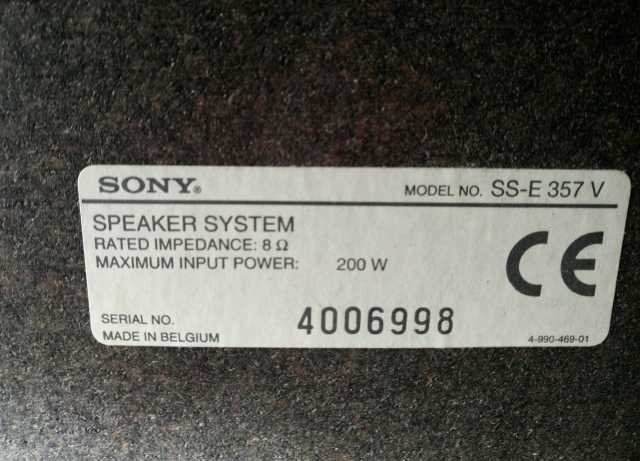 SONY®
MODEL NO. SS-E 357 V
SPEAKER SYSTEM
RATED IMPEDANCE: 8 Ω
MAXIMUM INPUT POWER: 200 W
CE
SERIAL NO. 4006998
MADE IN BELGIUM
4-990-469-01